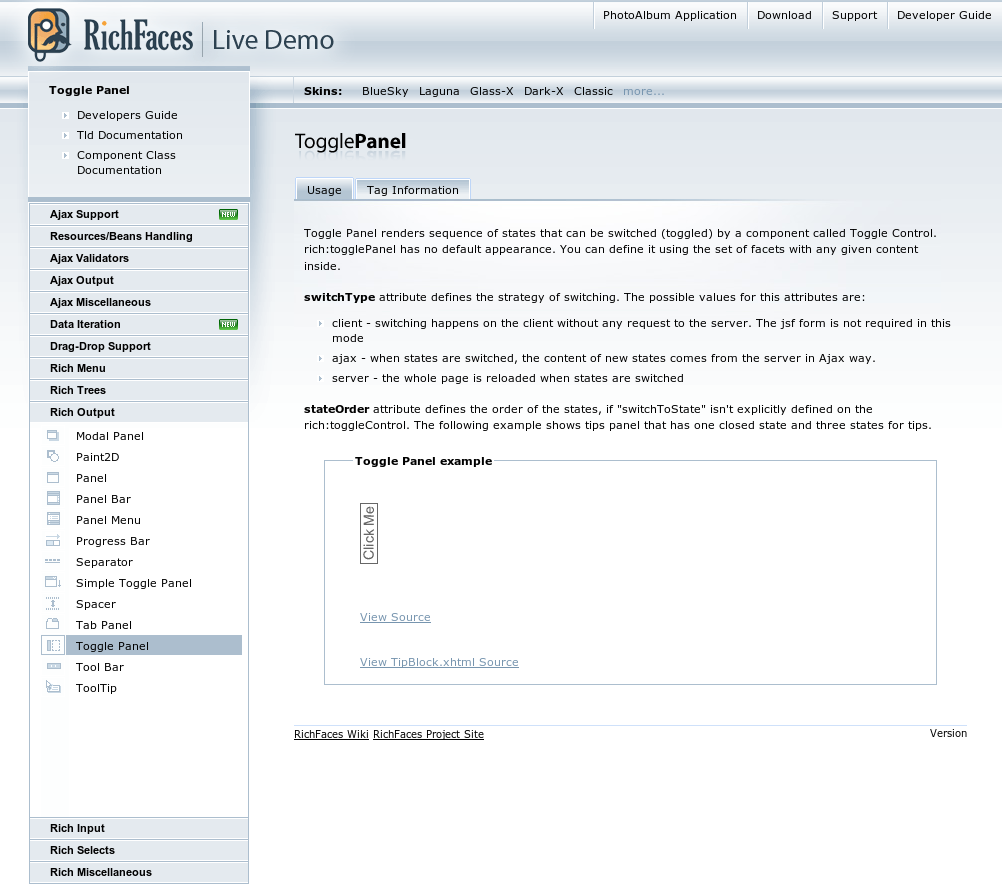 RichFaces Live Demo
PhotoAlbum Application Download Support Developer Guide
Skins: BlueSky Laguna Glass-X Dark-X Classic more...
Toggle Panel
Developers Guide
Tld Documentation
Component Class
Documentation
Ajax Support NEW
Resources/Beans Handling
Ajax Validators
Ajax Output
Ajax Miscellaneous
Data Iteration NEW
Drag-Drop Support
Rich Menu
Rich Trees
Rich Output
Modal Panel
Paint2D
Panel
Panel Bar
Panel Menu
Progress Bar
Separator
Simple Toggle Panel
Spacer
Tab Panel
Toggle Panel
Tool Bar
ToolTip
Rich Input
Rich Selects
Rich Miscellaneous
TogglePanel
Usage Tag Information
Toggle Panel renders sequence of states that can be switched (toggled) by a component called Toggle Control.
rich:togglePanel has no default appearance. You can define it using the set of facets with any given content
inside.
switchType attribute defines the strategy of switching. The possible values for this attributes are:
client - switching happens on the client without any request to the server. The jsf form is not required in this
mode
ajax - when states are switched, the content of new states comes from the server in Ajax way.
server - the whole page is reloaded when states are switched
stateOrder attribute defines the order of the states, if "switchToState" isn't explicitly defined on the
rich:toggleControl. The following example shows tips panel that has one closed state and three states for tips.
Toggle Panel example
Click Me
View Source
View TipBlock.xhtml Source
RichFaces Wiki RichFaces Project Site Version